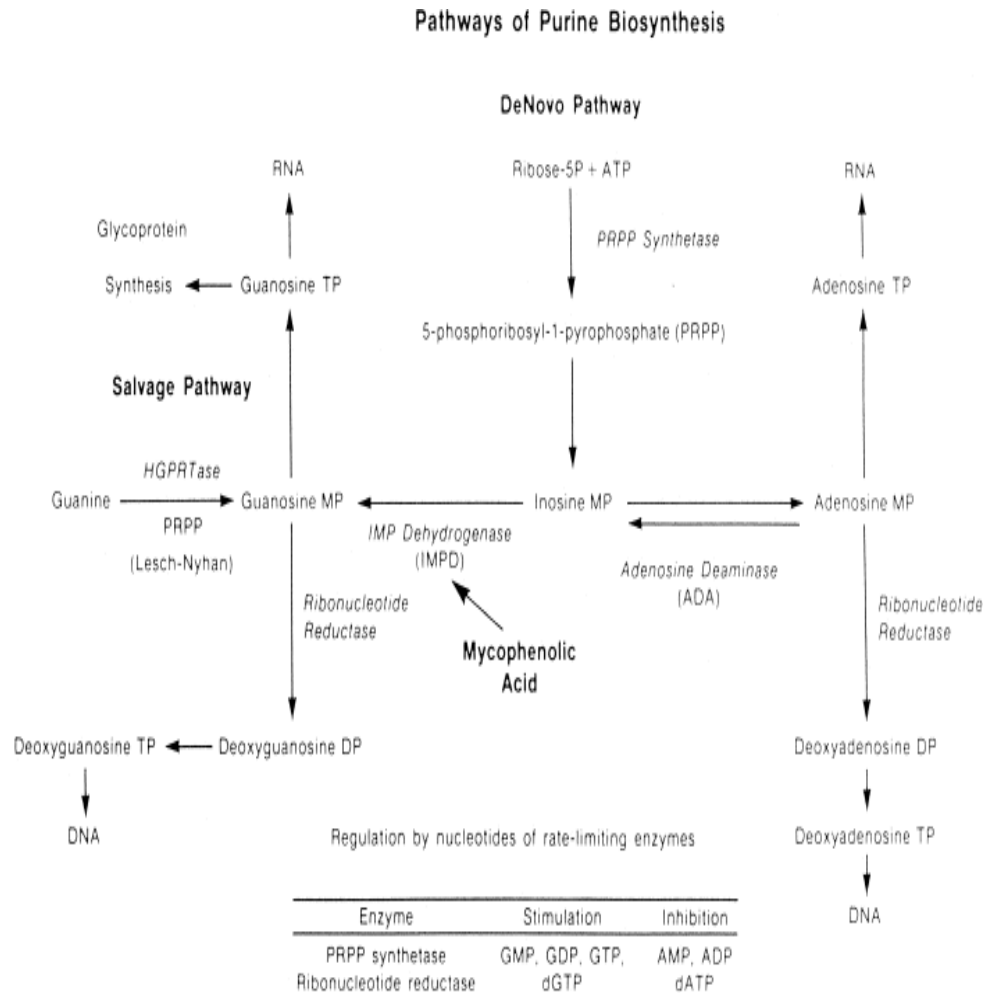 Pathways of Purine Biosynthesis
DeNovo Pathway
RNA
Ribose-5P + ATP
RNA
Glycoprotein
PRPP Synthetase
Synthesis
Guanosine TP
Adenosine TP
5-phosphoribosyl-1-pyrophosphate (PRPP)
Salvage Pathway
HGPRTase
Guanine
Guanosine MP
Inosine MP
Adenosine MP
PRPP
(Lesch-Nyhan)
IMP Dehydrogenase
(IMPD)
Adenosine Deaminase
(ADA)
Ribonucleotide
Reductase
Ribonucleotide
Reductase
Mycophenolic
Acid
Deoxyguanosine TP
Deoxyguanosine DP
Deoxyadenosine DP
DNA
Regulation by nucleotides of rate-limiting enzymes
Deoxyadenosine TP
DNA
Enzyme Stimulation Inhibition
PRPP synthetase GMP, GDP, GTP, AMP, ADP
Ribonucleotide reductase dGTP dATP